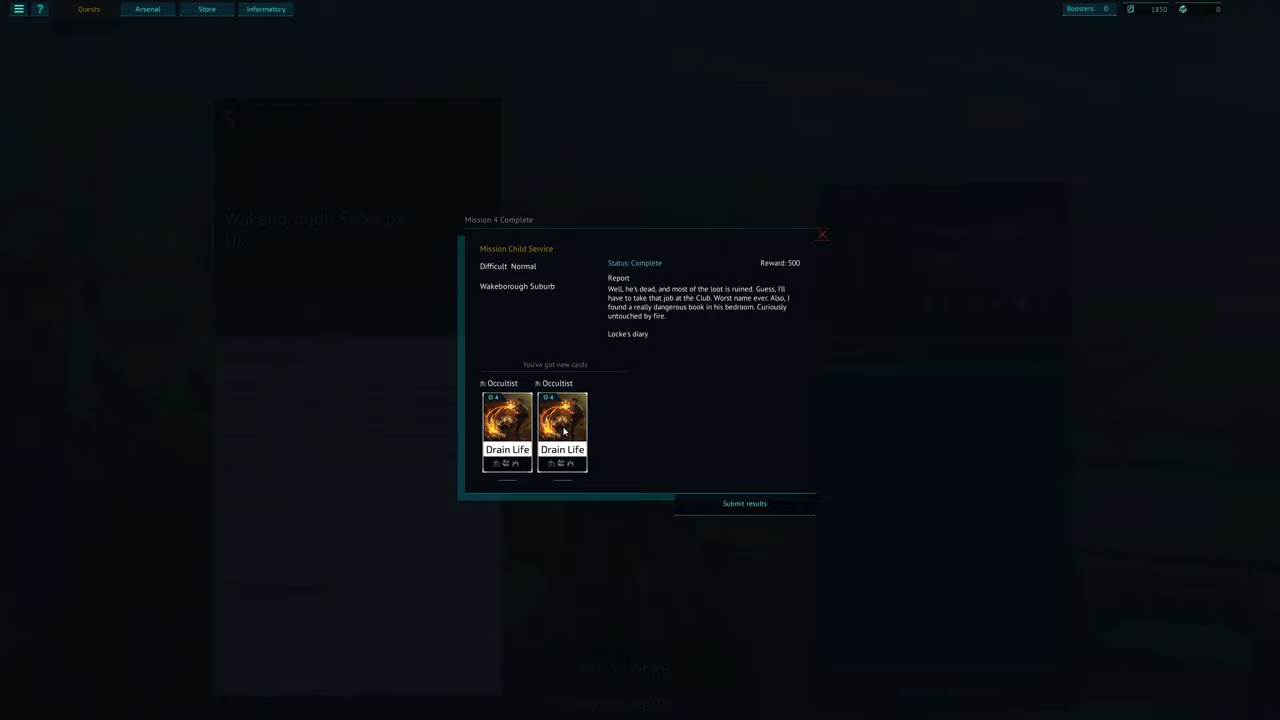 ?
Quests
Arsenal
Store
Informatory
Boosters: 0
1850
0
Wakeborough Suburbs
UK
Mission 4 Complete
Mission Child Service
Difficult Normal
Wakeborough Suburb
Status: Complete
Reward: 500
Report
Well, he's dead, and most of the loot is ruined. Guess, I'll
have to take that job at the Club. Worst name ever. Also, I
found a really dangerous book in his bedroom. Curiously
untouched by fire.
Locke's diary
You've got new cards
Occultist
Occultist
4
4
Drain Life
Drain Life
Submit results